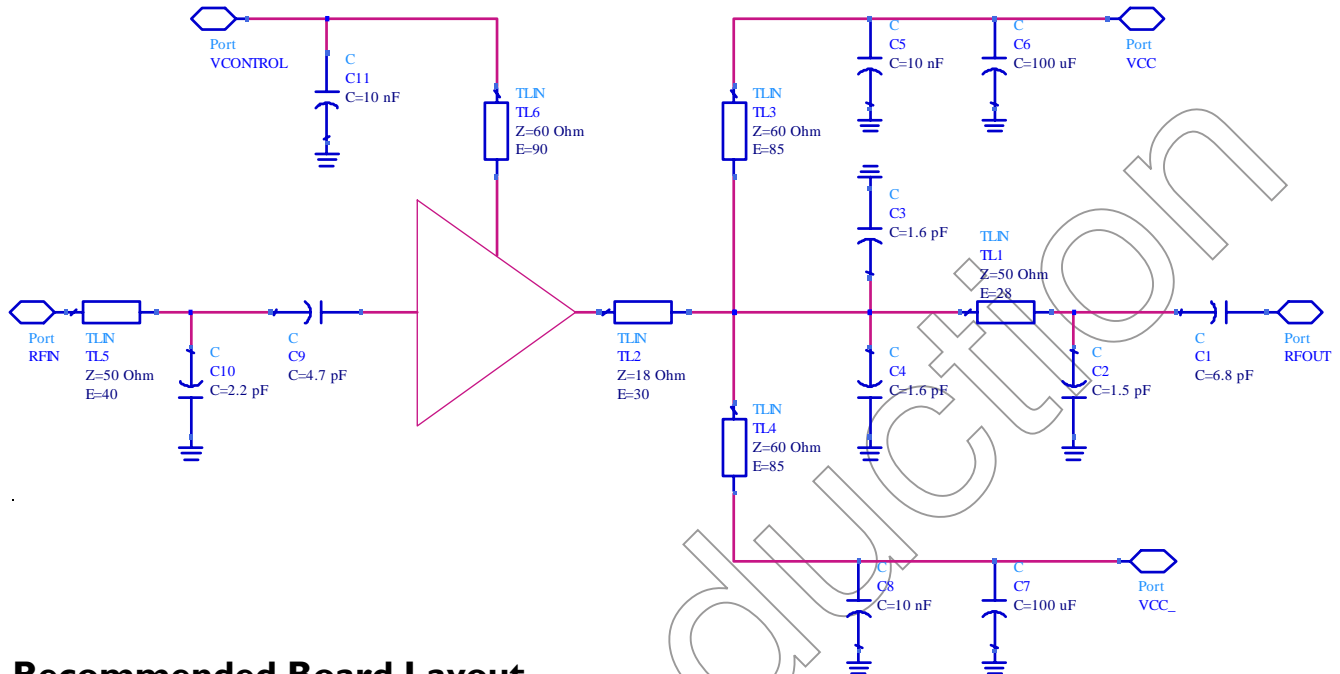 Port
VCONTROL
C
C11
C=10 nF
TLIN
TL6
Z=60 Ohm
E=90
TLIN
TL3
Z=60 Ohm
E=85
C
C5
C=10 nF
C
C6
C=100 uF
Port
VCC
C
C3
C=1.6 pF
TLIN
TL1
Z=50 Ohm
E=28
Port
RFIN
TLIN
TL5
Z=50 Ohm
E=40
C
C10
C=2.2 pF
C
C9
C=4.7 pF
TLIN
TL2
Z=18 Ohm
E=30
C
C4
C=1.6 pF
C
C2
C=1.5 pF
C
C1
C=6.8 pF
Port
RFOUT
TLIN
TL4
Z=60 Ohm
E=85
C
C8
C=10 nF
C
C7
C=100 uF
Port
VCC_
duction
Recommended Board Layout